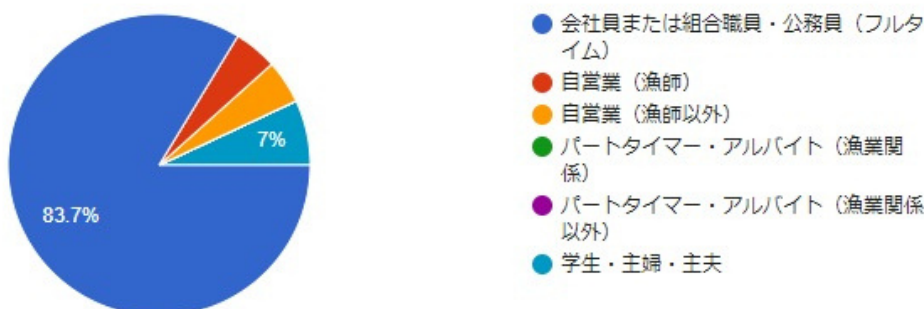 83.7%
7%
会社員または組合職員・公務員（フルタ
イム）
自営業（漁師）
自営業（漁師以外）
パートタイマー・アルバイト（漁業関
係）
パートタイマー・アルバイト（漁業関係
以外）
学生・主婦・主夫